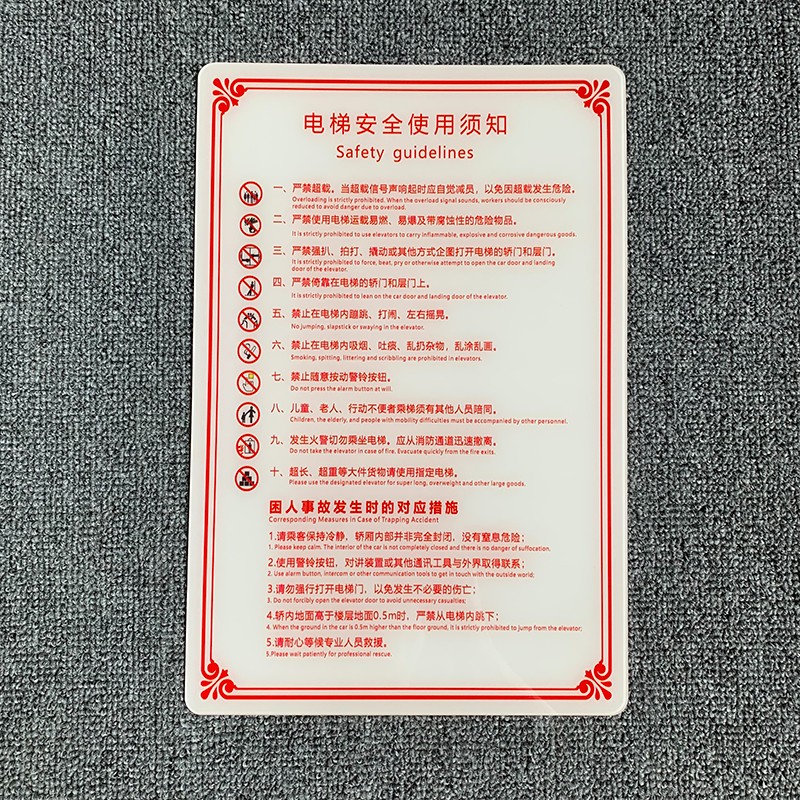 电梯安全使用须知
Safety guidelines
一、严禁超载。当超载信号声响起时应自觉减员，以免因超载发生危险。
Overloading is strictly prohibited. When the overload signal sounds, workers should be consciously
reduced to avoid danger due to overload.
二、严禁使用电梯运载易燃、易爆及带腐蚀性的危险物品。
It is strictly prohibited to use elevators to carry inflammable, explosive and corrosive dangerous goods.
三、严禁强扒、拍打、撬动或其他方式企图打开电梯的轿门和层门。
It is strictly prohibited to force, beat, pry or otherwise attempt to open the car door and landing
door of the elevator.
四、严禁倚靠在电梯的轿门和层门上。
It is strictly prohibited to lean on the car door and landing door of the elevator.
五、禁止在电梯内蹦跳、打闹、左右摇晃。
No jumping, slapstick or swaying in the elevator.
六、禁止在电梯内吸烟、吐痰、乱扔杂物，乱涂乱画。
Smoking, spitting, littering and scribbling are prohibited in elevators.
七、禁止随意按动警铃按钮。
Do not press the alarm button at will.
八、儿童、老人、行动不便者乘梯须有其他人员陪同。
Children, the elderly, and people with mobility difficulties must be accompanied by other personnel.
九、发生火警切勿乘坐电梯。应从消防通道迅速撤离。
Do not take the elevator in case of fire. Evacuate quickly from the fire exits.
十、超长、超重等大件货物请使用指定电梯。
Please use the designated elevator for super long, overweight and other large goods.
困人事故发生时的对应措施
Corresponding Measures in Case of Trapping Accident
1.请乘客保持冷静，轿厢内部并非完全封闭，没有窒息危险；
1. Please keep calm. The interior of the car is not completely closed and there is no danger of suffocation.
2.使用警铃按钮，对讲装置或其他通讯工具与外界取得联系；
2. Use alarm button, intercom or other communication tools to get in touch with the outside world;
3.请勿强行打开电梯门，以免发生不必要的伤亡；
3. Do not forcibly open the elevator door to avoid unnecessary casualties;
4.轿内地面高于楼层地面0.5m时，严禁从电梯内跳下；
4. When the ground in the car is 0.5m higher than the floor ground, it is strictly prohibited to jump from the elevator;
5.请耐心等候专业人员救援。
5.Please wait patiently for professional rescue.